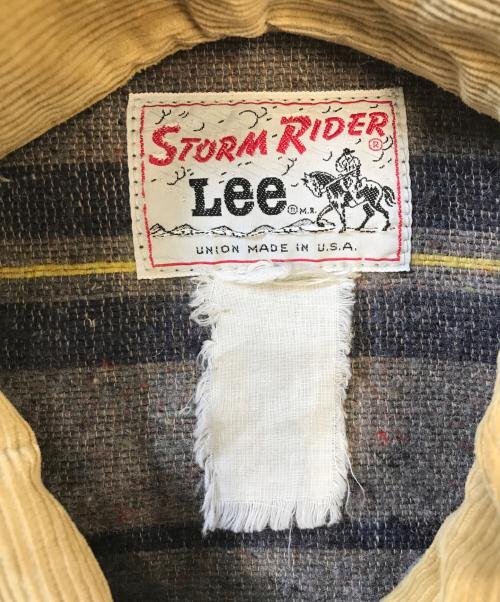 STORM RIDER ®
Lee ® M.R.
UNION MADE IN U.S.A.